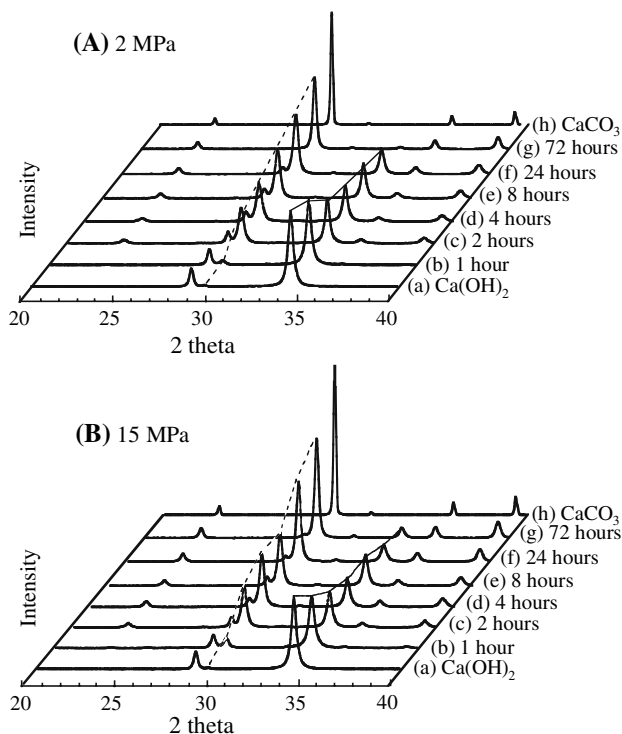 (A) 2 MPa
Intensity
(h) CaCO₃
(g) 72 hours
(f) 24 hours
(e) 8 hours
(d) 4 hours
(c) 2 hours
(b) 1 hour
(a) Ca(OH)₂
20 25 30 35 40
2 theta
(B) 15 MPa
Intensity
(h) CaCO₃
(g) 72 hours
(f) 24 hours
(e) 8 hours
(d) 4 hours
(c) 2 hours
(b) 1 hour
(a) Ca(OH)₂
20 25 30 35 40
2 theta